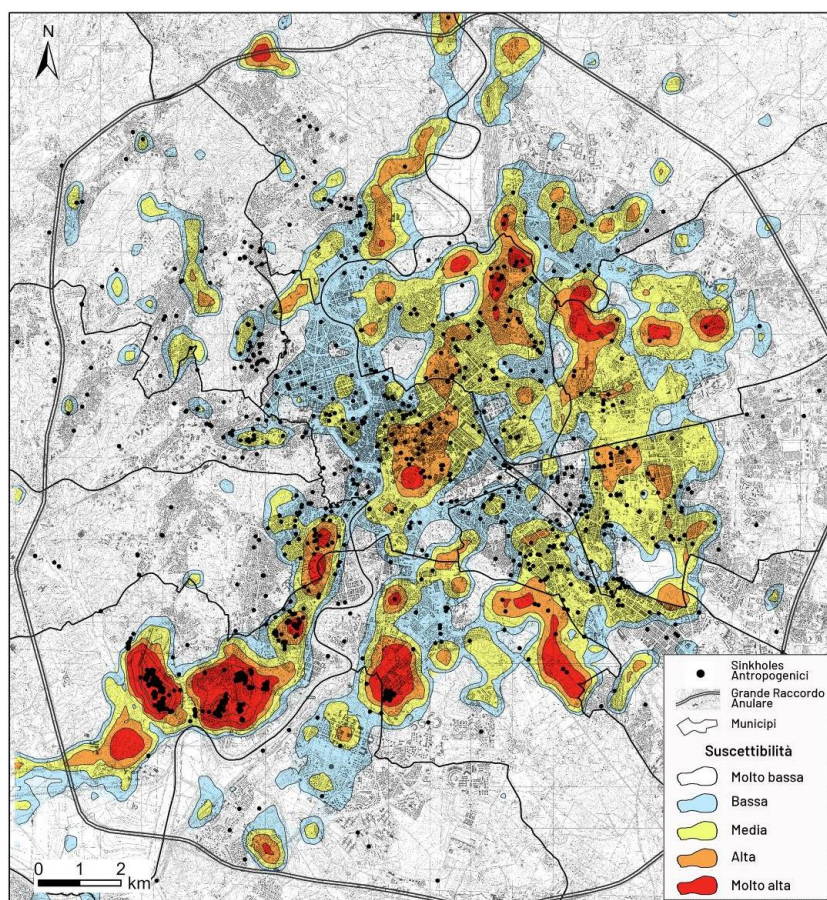 N
0 1 2
km
Sinkholes
Antropogenici
Grande Raccordo
Anulare
Municipi
Suscettibilità
Molto bassa
Bassa
Media
Alta
Molto alta